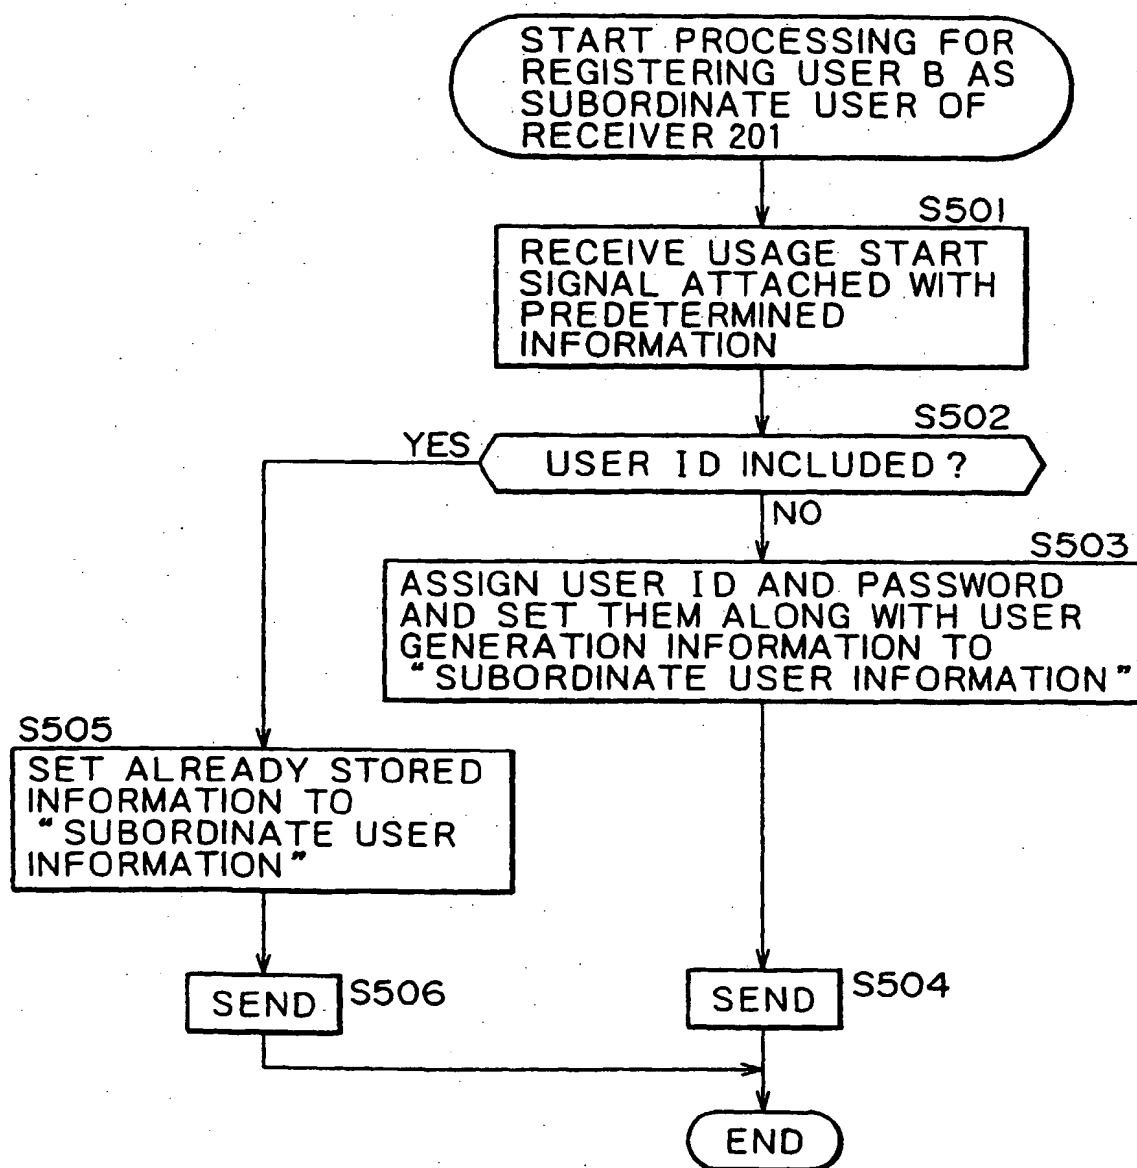 START PROCESSING FOR
REGISTERING USER B AS
SUBORDINATE USER OF
RECEIVER 201
S501
RECEIVE USAGE START
SIGNAL ATTACHED WITH
PREDETERMINED
INFORMATION
S502
YES
USER ID INCLUDED?
NO
S503
ASSIGN USER ID AND PASSWORD
AND SET THEM ALONG WITH USER
GENERATION INFORMATION TO
“SUBORDINATE USER INFORMATION”
S505
SET ALREADY STORED
INFORMATION TO
“SUBORDINATE USER
INFORMATION”
SEND
S506
SEND
S504
END